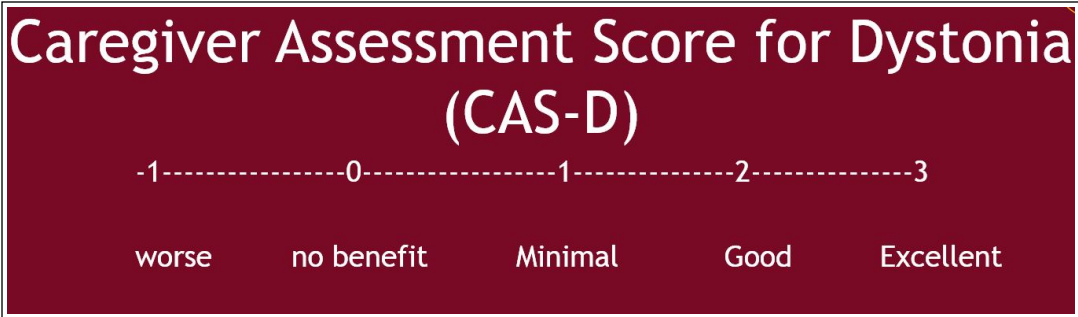 Caregiver Assessment Score for Dystonia
(CAS-D)
-1-----------------0------------------1---------------2---------------3
worse no benefit Minimal Good Excellent